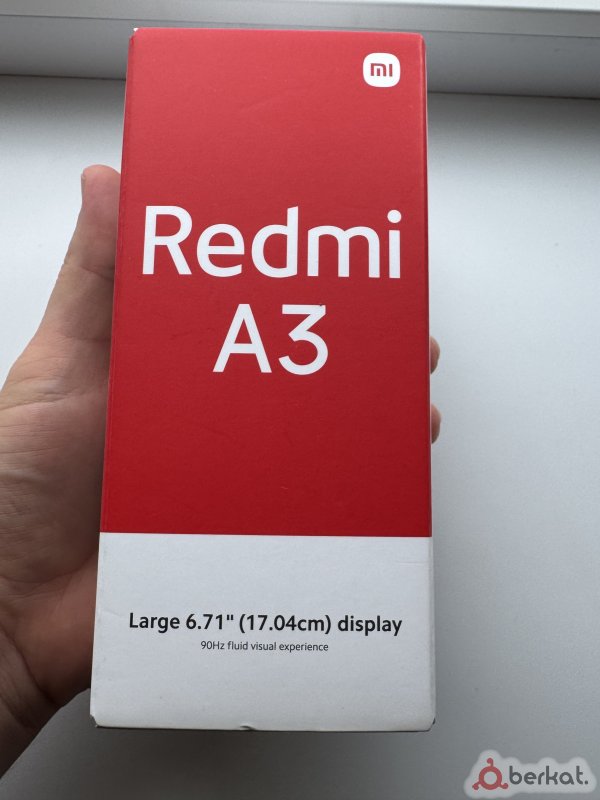 mi
Redmi
A3
Large 6.71" (17.04cm) display
90Hz fluid visual experience
berkat.